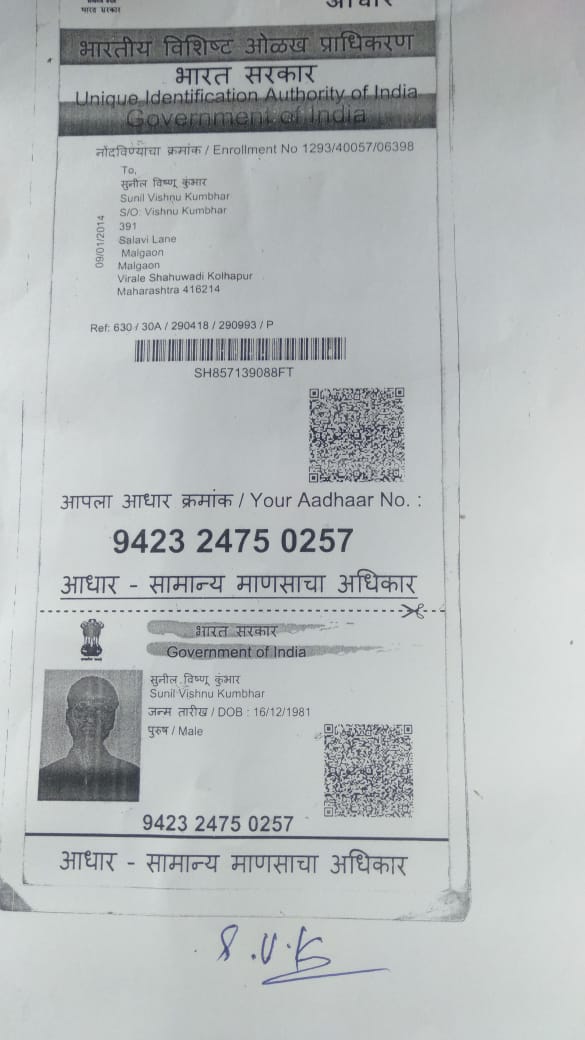 भारत सरकार
आधार
भारतीय विशिष्ट ओळख प्राधिकरण
भारत सरकार
Unique Identification Authority of India
Government of India
नोंदविण्याचा क्रमांक / Enrollment No 1293/40057/06398
To,
सुनील विष्णू कुंभार
Sunil Vishnu Kumbhar
S/O: Vishnu Kumbhar
391
Salavi Lane
Malgaon
Malgaon
Virale Shahuwadi Kolhapur
Maharashtra 416214
09/01/2014
Ref: 630 / 30A / 290418 / 290993 / P
SH857139088FT
आपला आधार क्रमांक / Your Aadhaar No. :
9423 2475 0257
आधार - सामान्य माणसाचा अधिकार
भारत सरकार
Government of India
सुनील विष्णू कुंभार
Sunil Vishnu Kumbhar
जन्म तारीख / DOB : 16/12/1981
पुरुष / Male
9423 2475 0257
आधार - सामान्य माणसाचा अधिकार
S.V.K